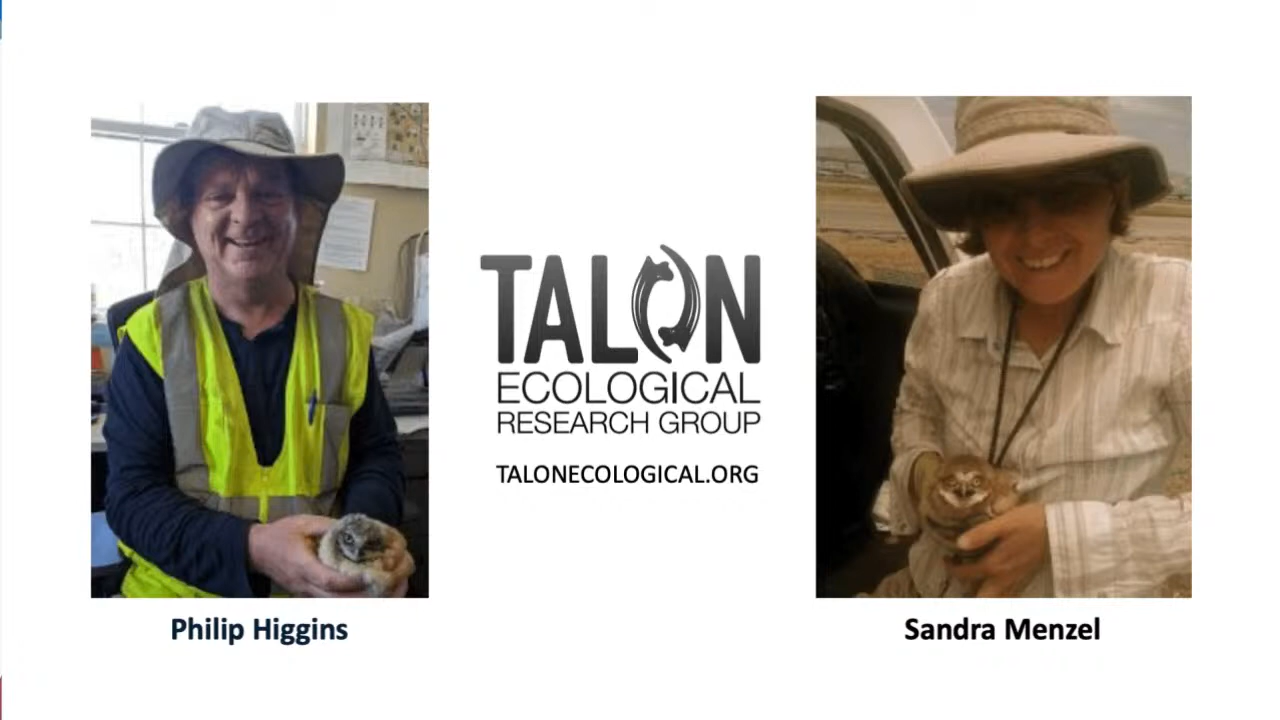 TALON
ECOLOGICAL
RESEARCH GROUP
TALONECOLOGICAL.ORG
Philip Higgins
Sandra Menzel